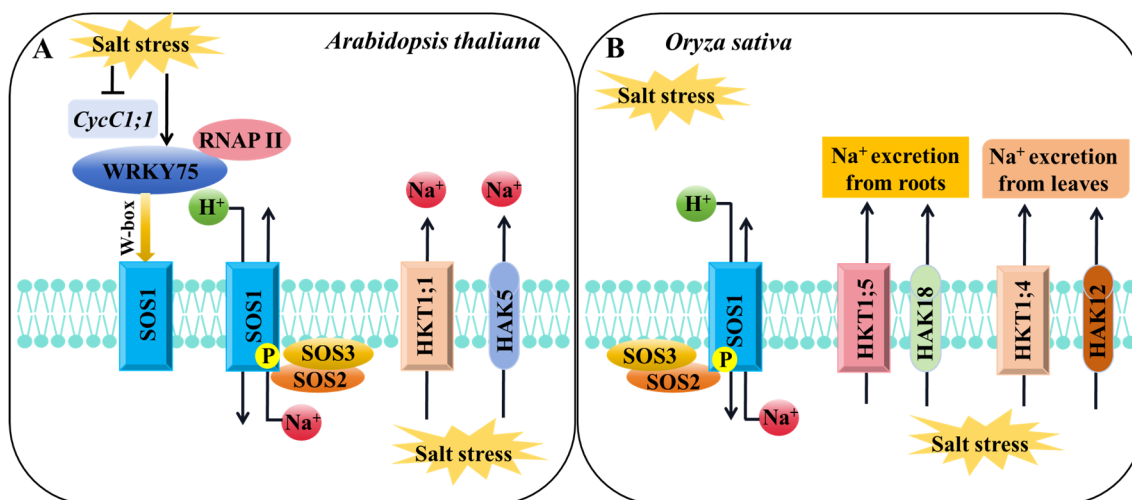 A
Salt stress
Arabidopsis thaliana
CycC1;1
RNAP II
WRKY75
H⁺
Na⁺
Na⁺
W-box
SOS1
SOS1
HKT1;1
HAK5
P
SOS3
SOS2
Na⁺
Salt stress
B
Oryza sativa
Salt stress
Na⁺ excretion
from roots
Na⁺ excretion
from leaves
H⁺
SOS1
HKT1;5
HAK18
HKT1;4
HAK12
SOS3
P
SOS2
Na⁺
Salt stress